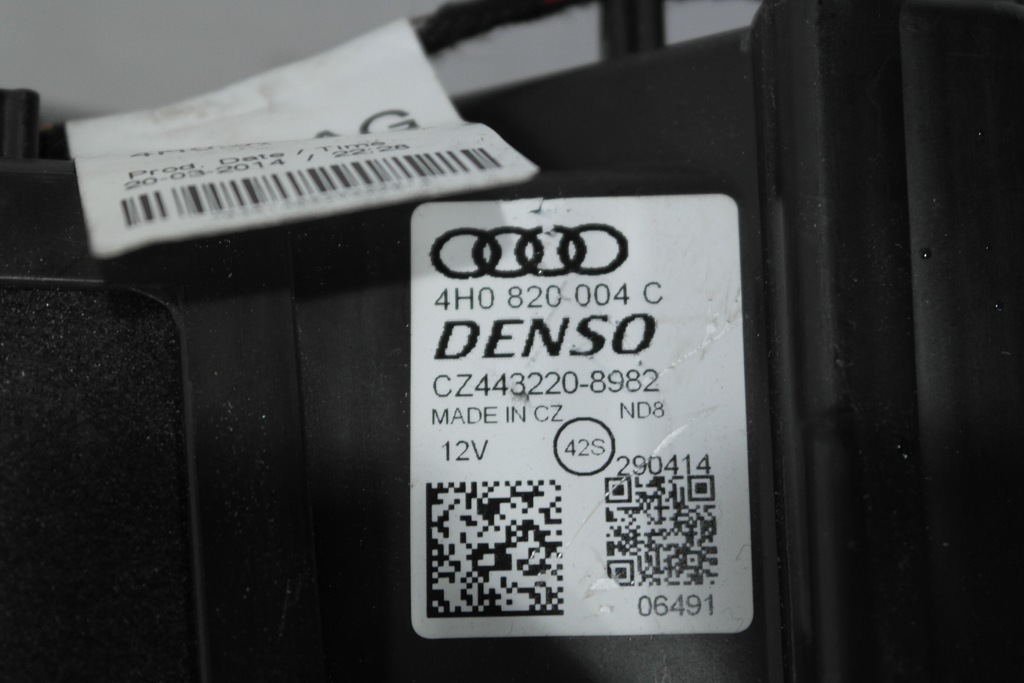 AG
Prod. Date / Time
20-03-2014 / 22:28
4H0 820 004 C
DENSO
CZ443220-8982
MADE IN CZ ND8
12V 42S
290414
06491